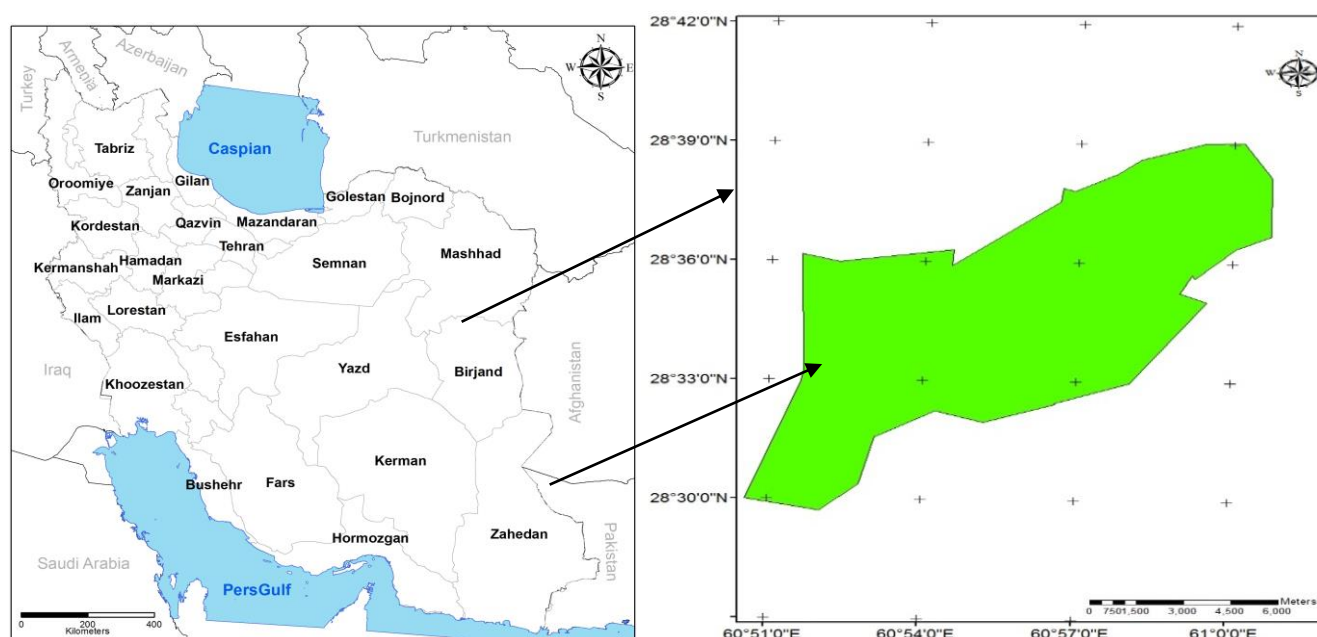 Turkey
Armenia
Azerbaijan
Turkmenistan
N
W E
S
Caspian
Tabriz
Oroomiye
Zanjan
Gilan
Golestan
Bojnord
Kordestan
Qazvin
Mazandaran
Tehran
Mashhad
Kermanshah
Hamadan
Markazi
Semnan
Ilam
Lorestan
Esfahan
Iraq
Khoozestan
Yazd
Birjand
Afghanistan
Kerman
Bushehr
Fars
Zahedan
Hormozgan
Pakistan
Saudi Arabia
PersGulf
0 200 400
Kilometers
28°42'0"N
28°39'0"N
28°36'0"N
28°33'0"N
28°30'0"N
N
W E
S
Meters
0 750 1,500 3,000 4,500 6,000
60°51'0"E 60°54'0"E 60°57'0"E 61°0'0"E